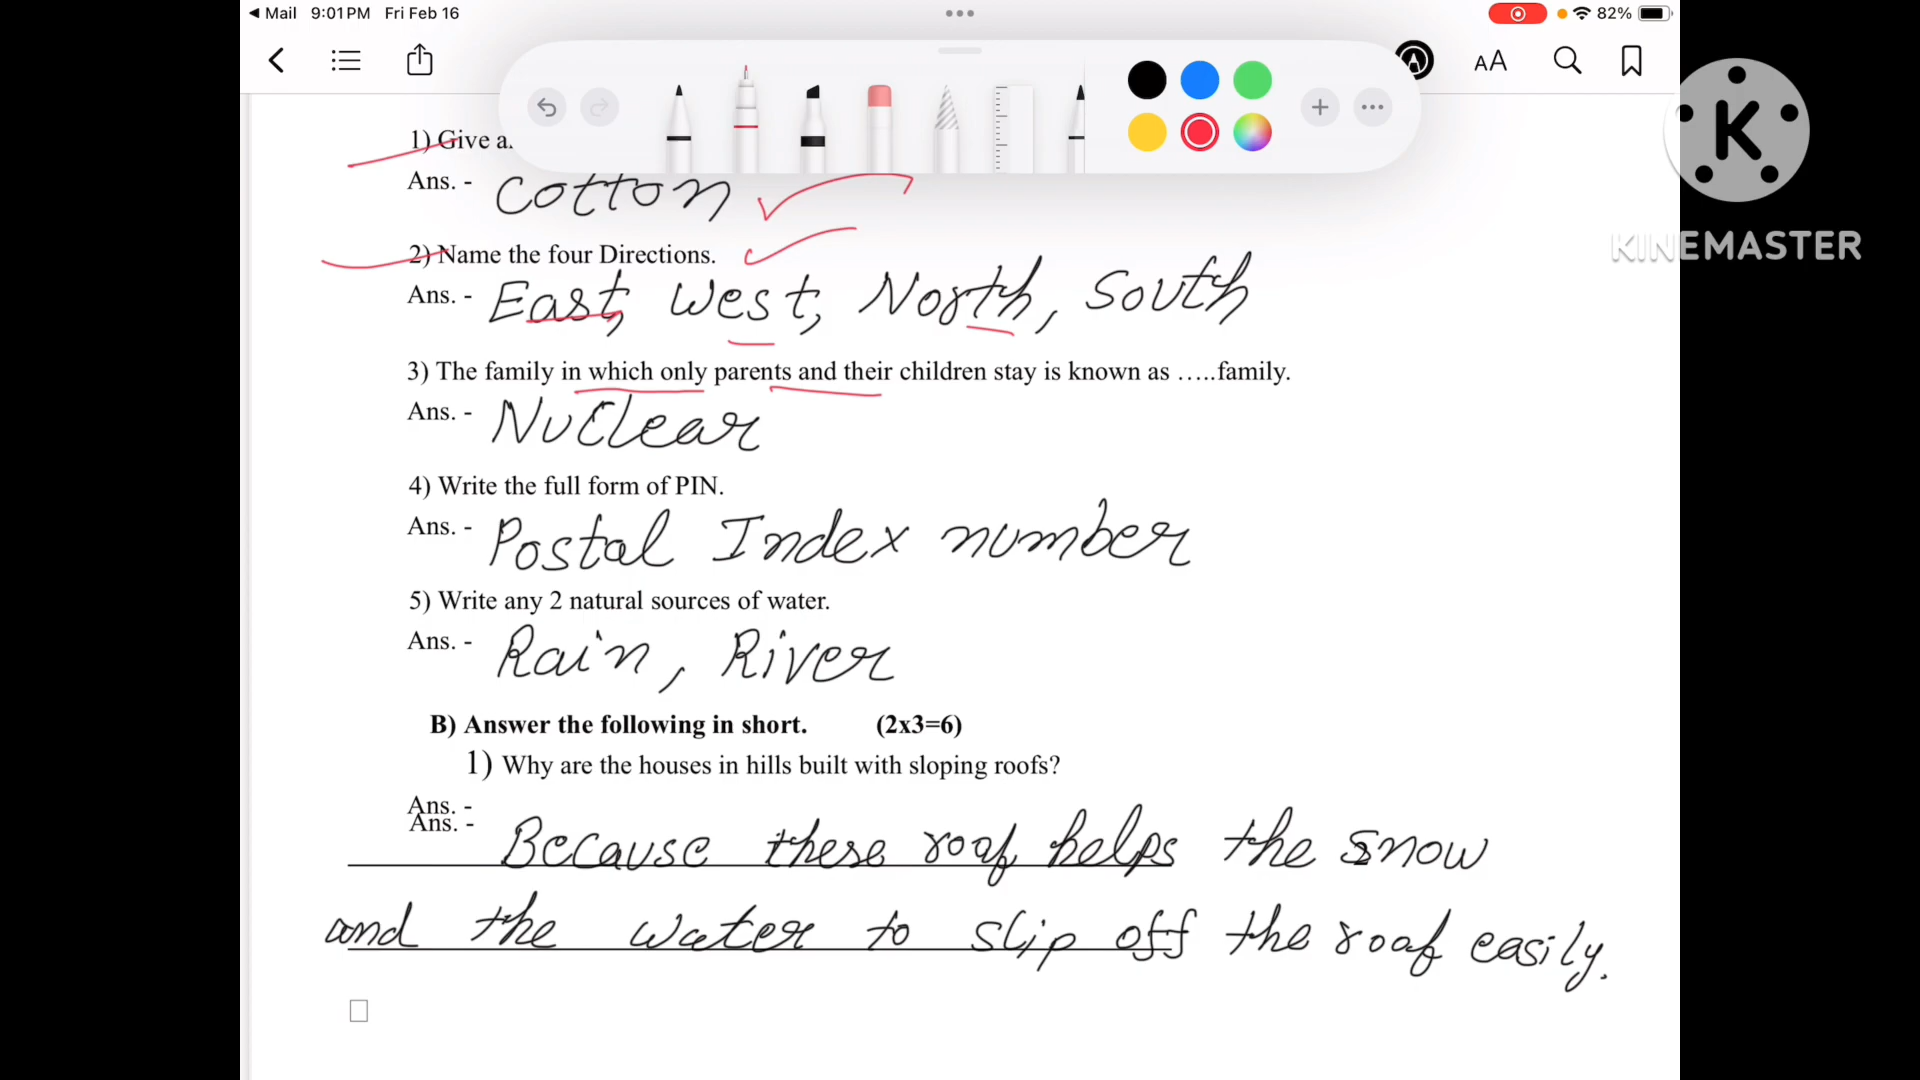 Mail 9:01 PM Fri Feb 16 82%
AA
K
KINEMASTER
1) Give a
Ans. - Cotton
2) Name the four Directions.
Ans. - East, West, North, South
3) The family in which only parents and their children stay is known as …..family.
Ans. - Nuclear
4) Write the full form of PIN.
Ans. - Postal Index number
5) Write any 2 natural sources of water.
Ans. - Rain, River
B) Answer the following in short. (2x3=6)
1) Why are the houses in hills built with sloping roofs?
Ans. -
Ans. - Because these roof helps the snow
and the water to slip off the roof easily.